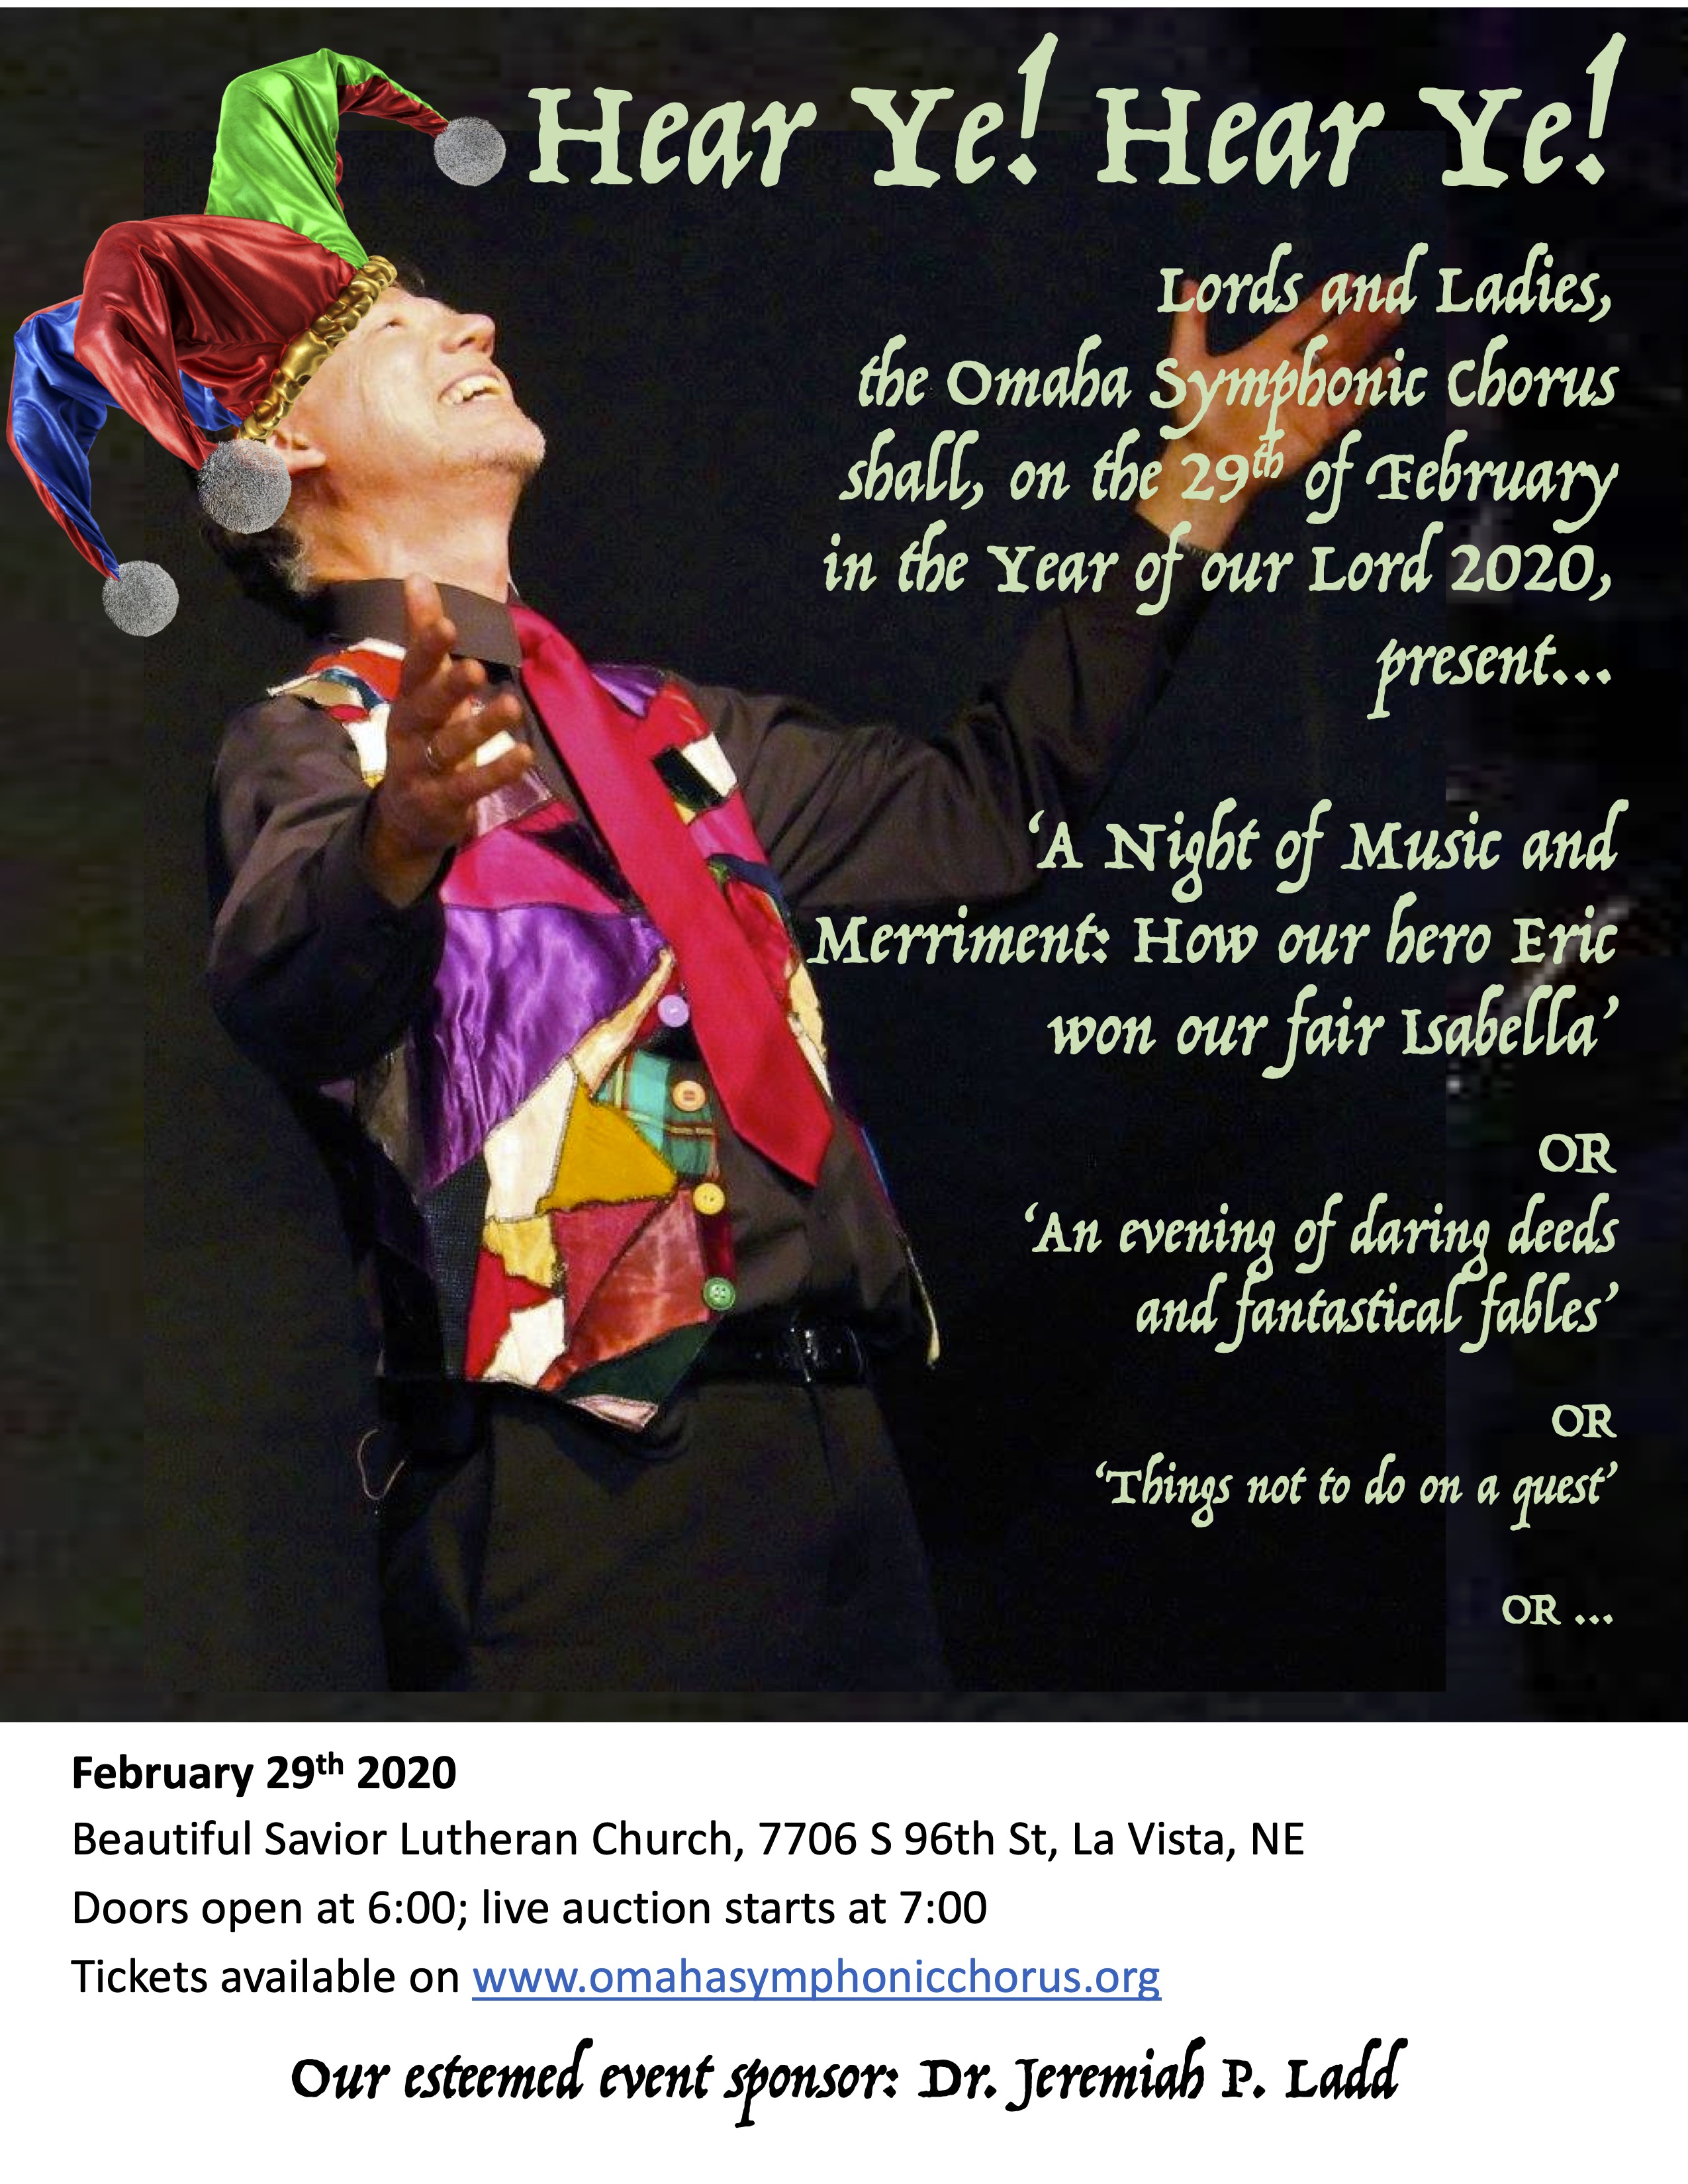 Hear Ye! Hear Ye!
Lords and Ladies,
the Omaha Symphonic Chorus
shall, on the 29th of February
in the Year of our Lord 2020,
present...
‘A Night of Music and
Merriment: How our hero Eric
won our fair Isabella’
OR
‘An evening of daring deeds
and fantastical fables’
OR
‘Things not to do on a quest’
OR ...
February 29th 2020
Beautiful Savior Lutheran Church, 7706 S 96th St, La Vista, NE
Doors open at 6:00; live auction starts at 7:00
Tickets available on www.omahasymphonicchorus.org
Our esteemed event sponsor: Dr. Jeremiah P. Ladd